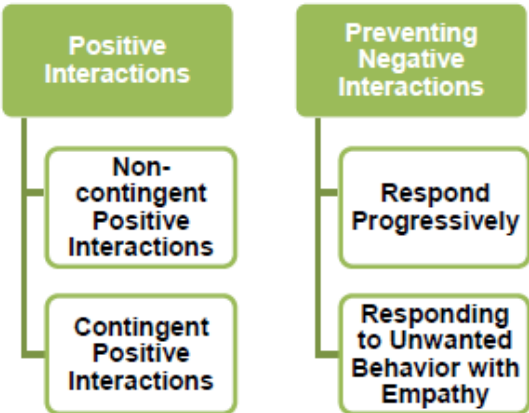 Positive
Interactions
Non-
contingent
Positive
Interactions
Contingent
Positive
Interactions
Preventing
Negative
Interactions
Respond
Progressively
Responding
to Unwanted
Behavior with
Empathy